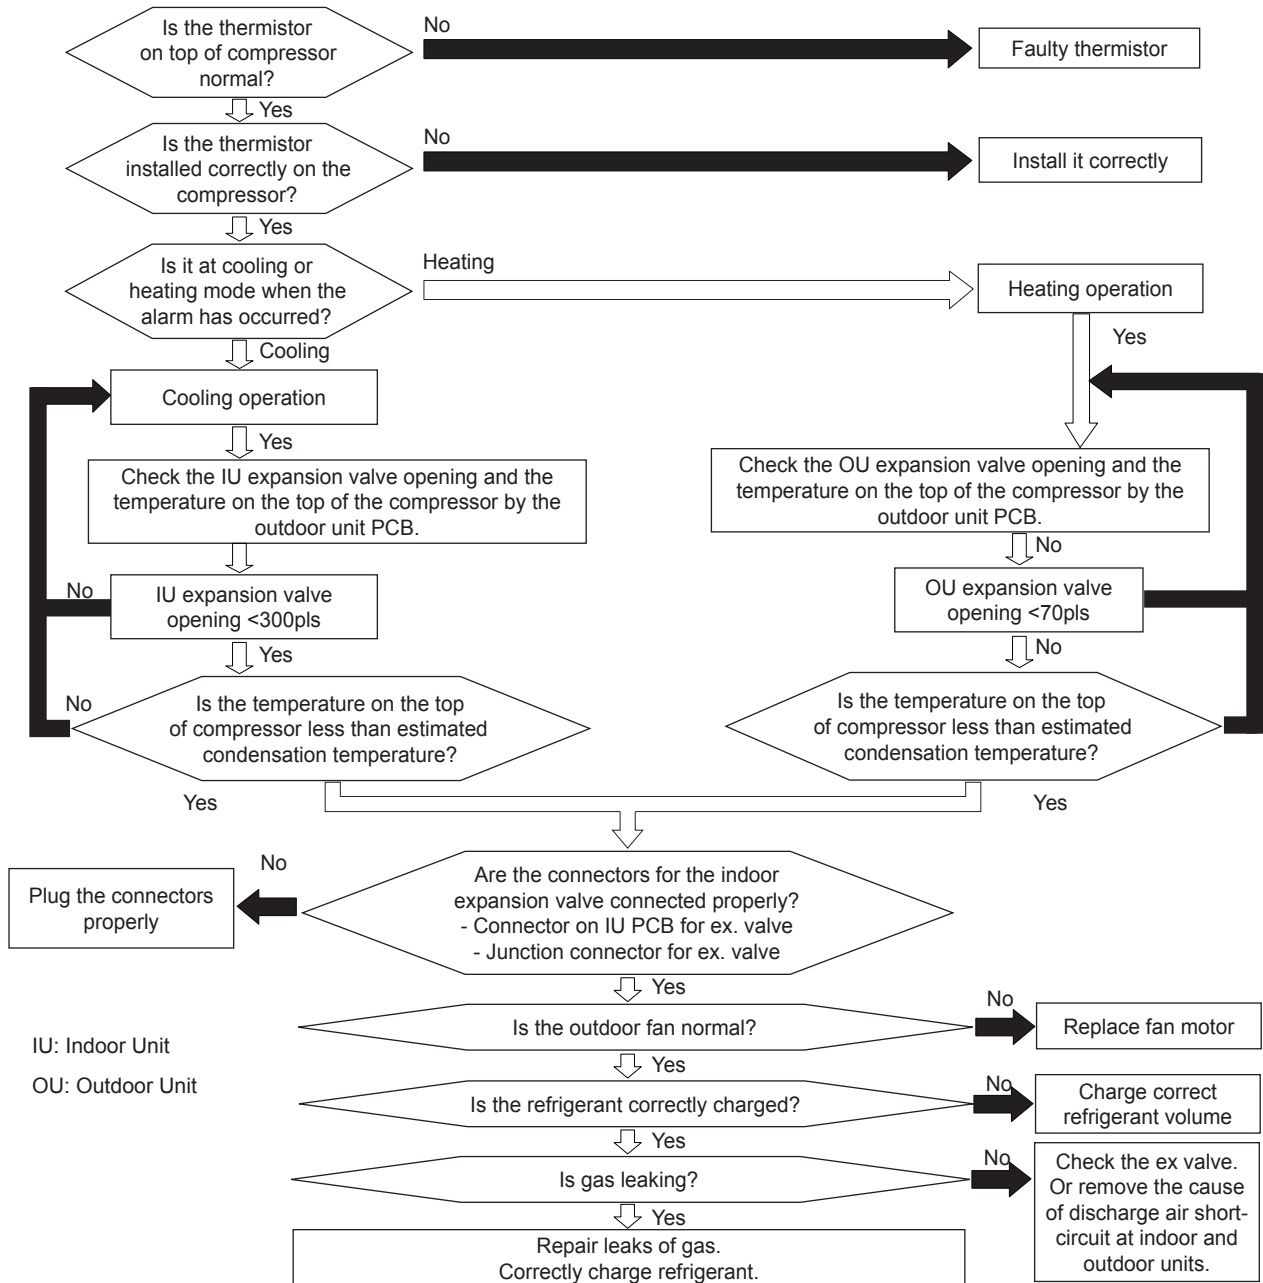 Is the thermistor
on top of compressor
normal?
No
Faulty thermistor
Yes
Is the thermistor
installed correctly on the
compressor?
No
Install it correctly
Yes
Is it at cooling or
heating mode when the
alarm has occurred?
Heating
Heating operation
Cooling
Yes
Cooling operation
Yes
Check the IU expansion valve opening and the
temperature on the top of the compressor by the
outdoor unit PCB.
Check the OU expansion valve opening and the
temperature on the top of the compressor by the
outdoor unit PCB.
No
No
IU expansion valve
opening <300pls
OU expansion valve
opening <70pls
Yes
No
No
Is the temperature on the top
of compressor less than estimated
condensation temperature?
Is the temperature on the top
of compressor less than estimated
condensation temperature?
Yes
Yes
No
Plug the connectors
properly
Are the connectors for the indoor
expansion valve connected properly?
- Connector on IU PCB for ex. valve
- Junction connector for ex. valve
Yes
Is the outdoor fan normal?
No
Replace fan motor
IU: Indoor Unit
OU: Outdoor Unit
Yes
Is the refrigerant correctly charged?
No
Charge correct
refrigerant volume
Yes
Is gas leaking?
No
Check the ex valve.
Or remove the cause
of discharge air short-
circuit at indoor and
outdoor units.
Yes
Repair leaks of gas.
Correctly charge refrigerant.